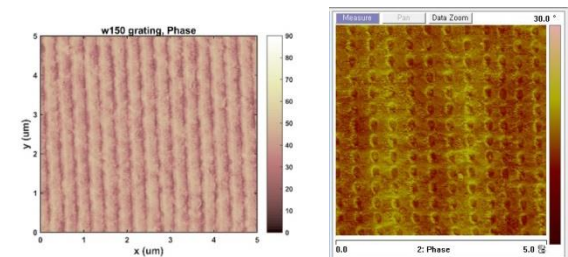 w150 grating, Phase
5
4
3
2
1
0
y (um)
0 1 2 3 4 5
x (um)
90
80
70
60
50
40
30
20
10
0
Measure Pan Data Zoom 30.0 °
0.0 2: Phase 5.0